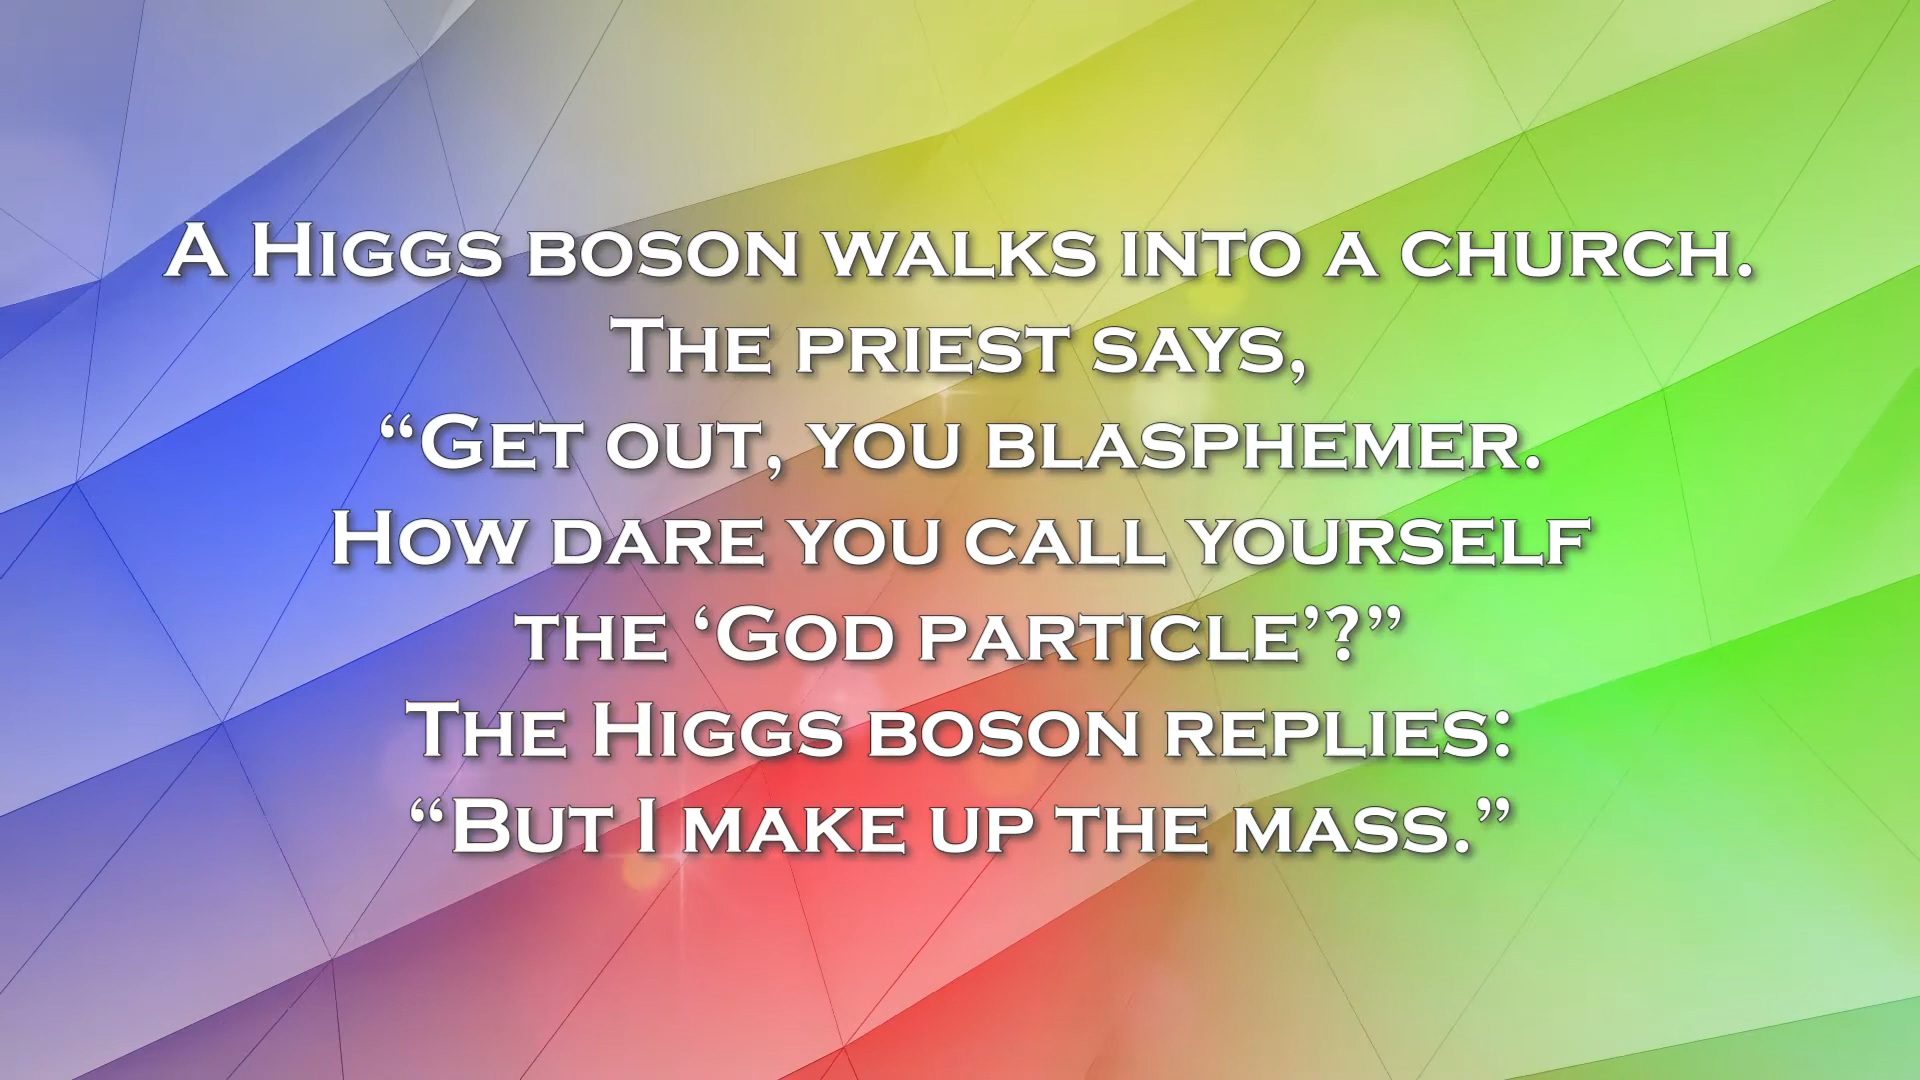 A Higgs boson walks into a church.
The priest says,
“Get out, you blasphemer.
How dare you call yourself
the ‘God particle’?”
The Higgs boson replies:
“But I make up the mass.”